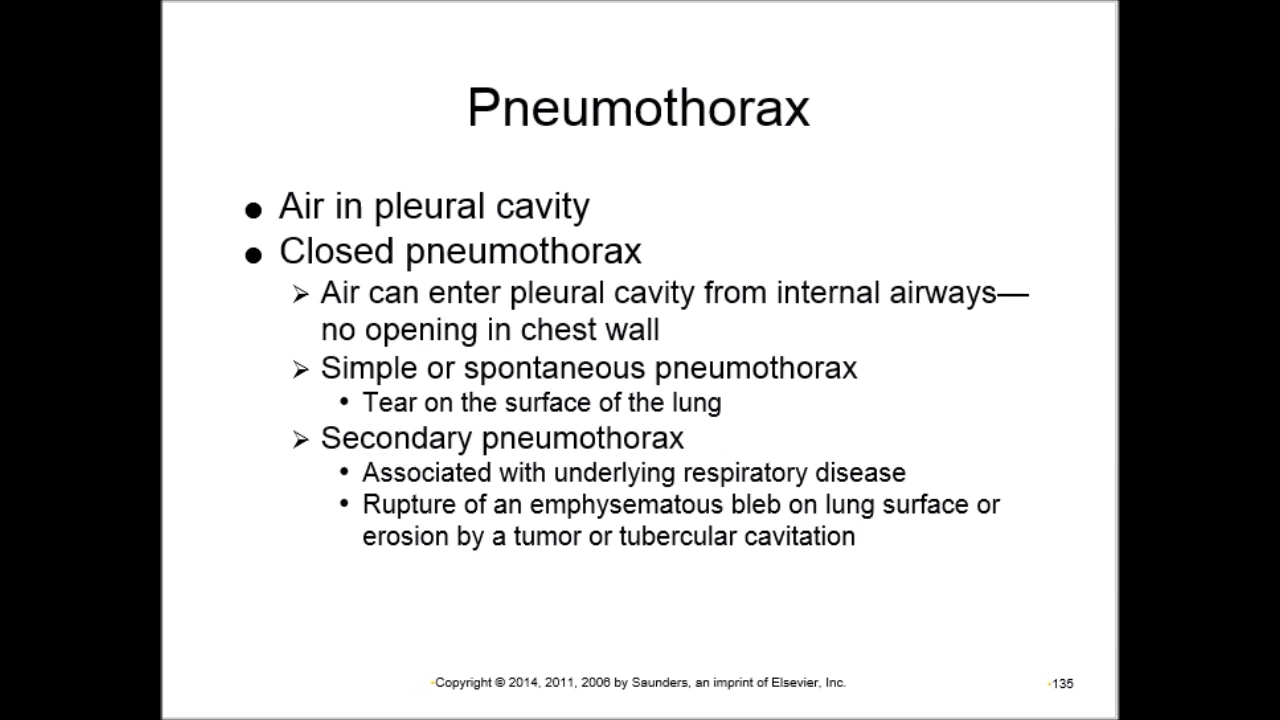 Pneumothorax
● Air in pleural cavity
● Closed pneumothorax
➢ Air can enter pleural cavity from internal airways—
no opening in chest wall
➢ Simple or spontaneous pneumothorax
• Tear on the surface of the lung
➢ Secondary pneumothorax
• Associated with underlying respiratory disease
• Rupture of an emphysematous bleb on lung surface or
erosion by a tumor or tubercular cavitation
•Copyright © 2014, 2011, 2006 by Saunders, an imprint of Elsevier, Inc.
•135